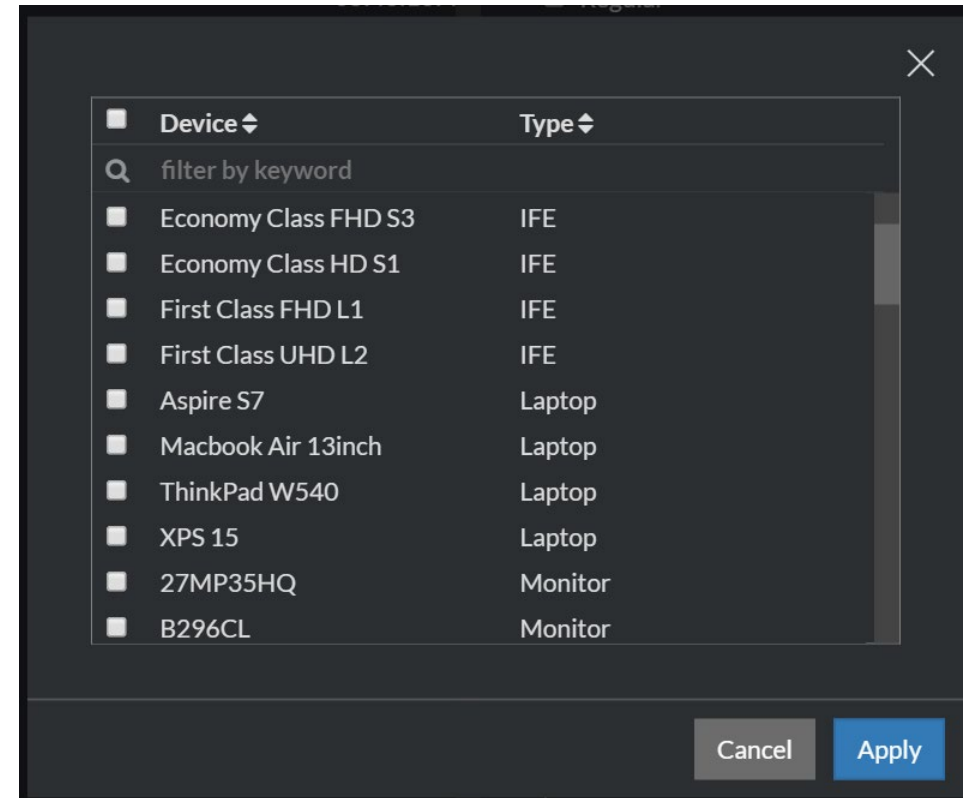 Device Type
filter by keyword
Economy Class FHD S3 IFE
Economy Class HD S1 IFE
First Class FHD L1 IFE
First Class UHD L2 IFE
Aspire S7 Laptop
Macbook Air 13inch Laptop
ThinkPad W540 Laptop
XPS 15 Laptop
27MP35HQ Monitor
B296CL Monitor
Cancel Apply